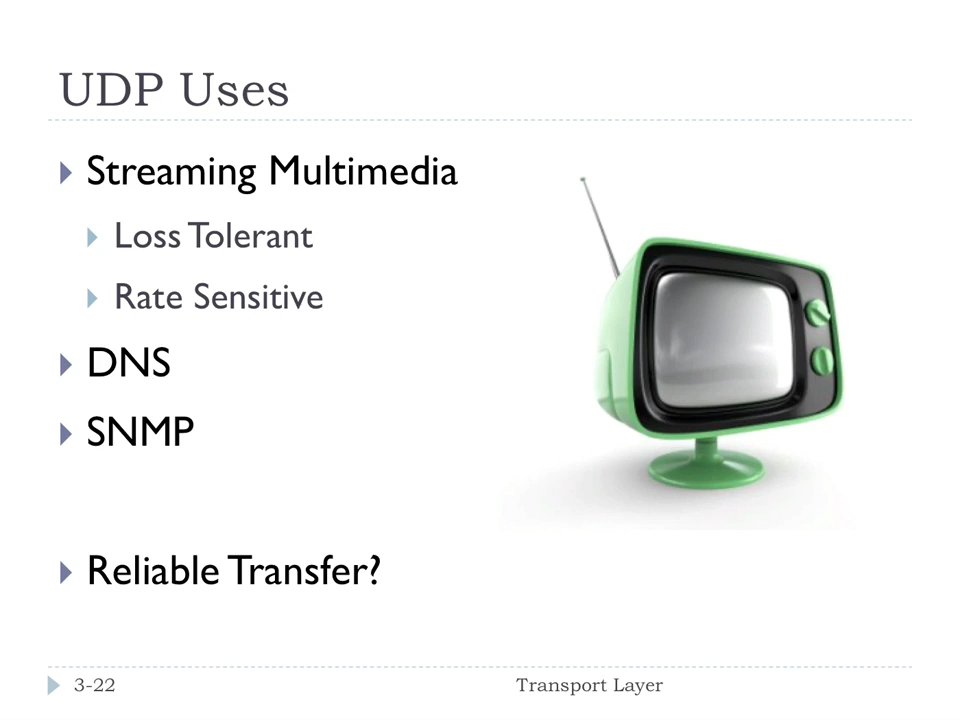 UDP Uses
Streaming Multimedia
Loss Tolerant
Rate Sensitive
DNS
SNMP
Reliable Transfer?
3-22
Transport Layer